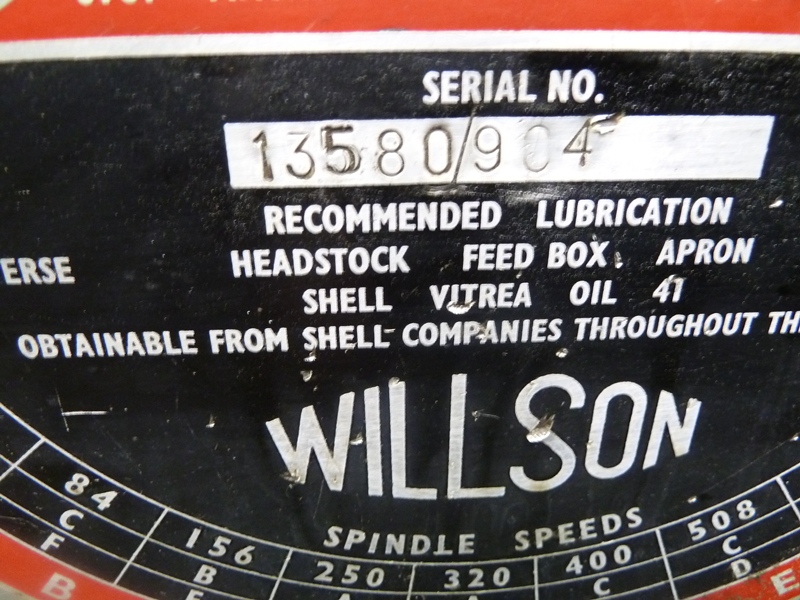 SERIAL NO.
13580/904
RECOMMENDED LUBRICATION
HEADSTOCK FEED BOX. APRON
ERSE
SHELL VITREA OIL 41
OBTAINABLE FROM SHELL COMPANIES THROUGHOUT TH
WILLSON
SPINDLE SPEEDS
84 156 250 320 400 508
C B C C
F D
B E